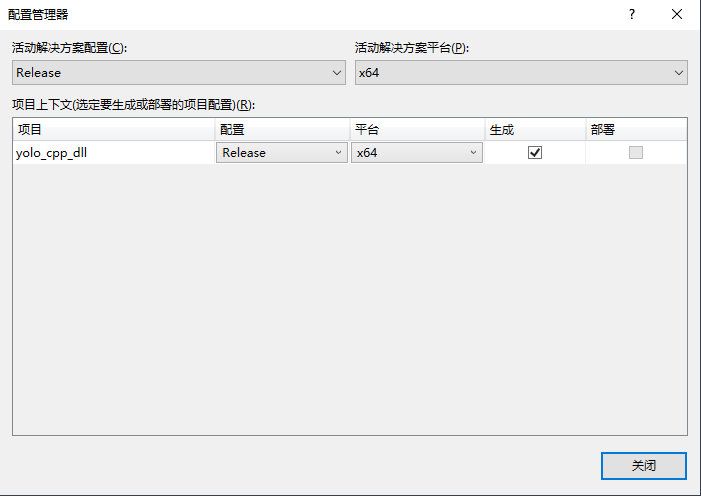 配置管理器
活动解决方案配置(C):
活动解决方案平台(P):
Release
x64
项目上下文(选定要生成或部署的项目配置)(R):
项目 配置 平台 生成 部署
yolo_cpp_dll Release x64
关闭